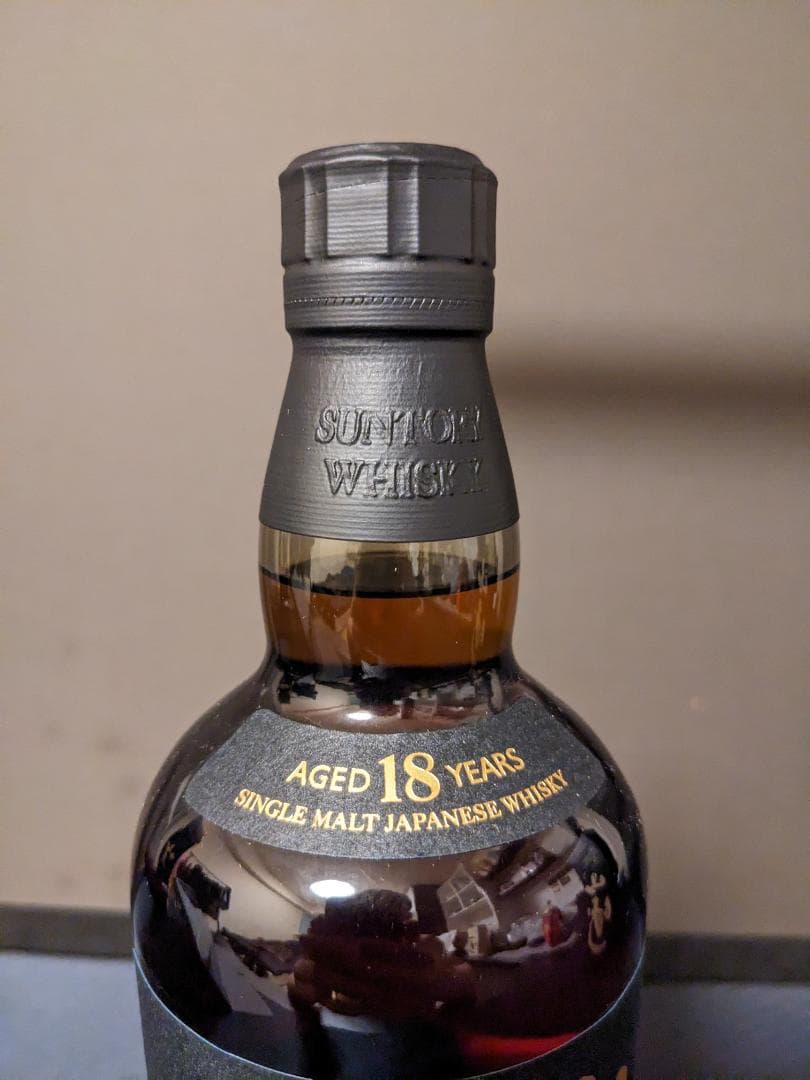 SUNTORY
WHISKY
AGED 18 YEARS
SINGLE MALT JAPANESE WHISKY